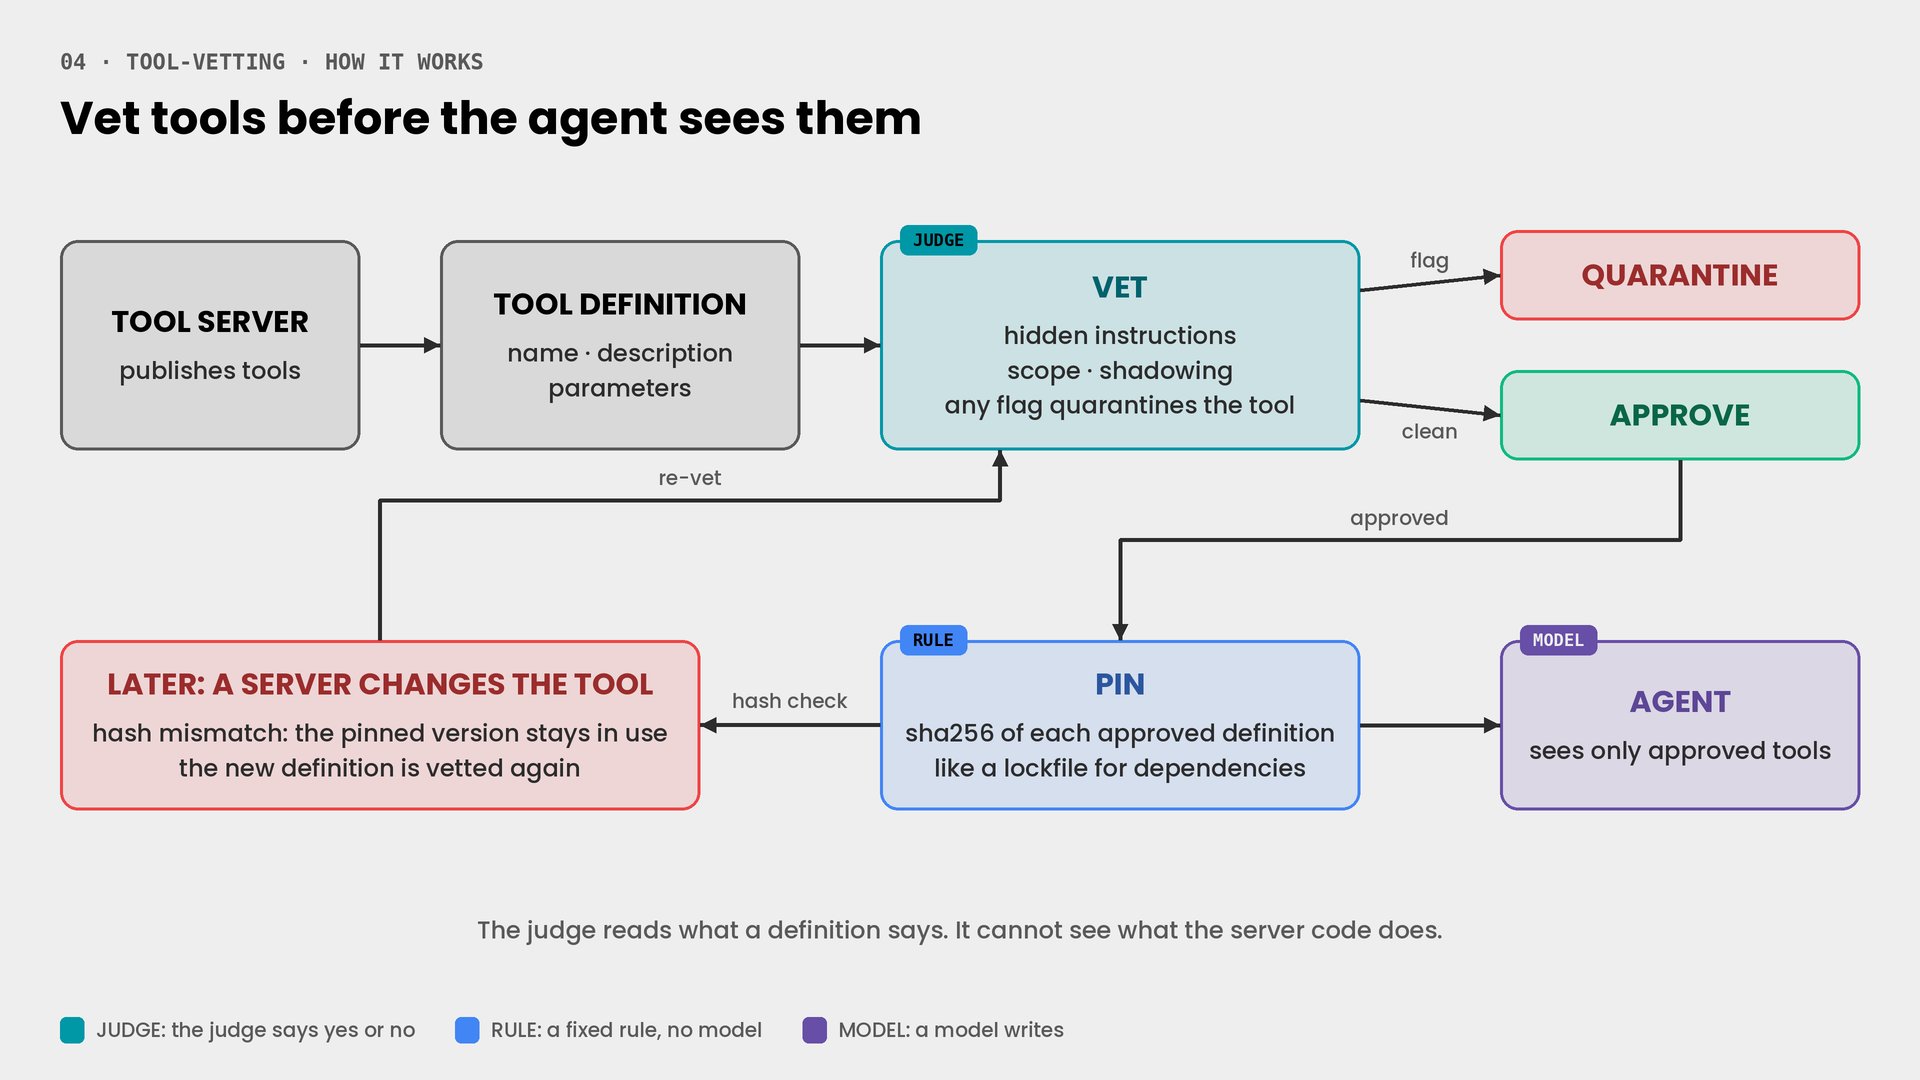 04 · TOOL-VETTING · HOW IT WORKS
Vet tools before the agent sees them
TOOL SERVER
publishes tools
TOOL DEFINITION
name · description
parameters
JUDGE
VET
hidden instructions
scope · shadowing
any flag quarantines the tool
flag
QUARANTINE
clean
APPROVE
re-vet
approved
LATER: A SERVER CHANGES THE TOOL
hash mismatch: the pinned version stays in use
the new definition is vetted again
hash check
RULE
PIN
sha256 of each approved definition
like a lockfile for dependencies
MODEL
AGENT
sees only approved tools
The judge reads what a definition says. It cannot see what the server code does.
JUDGE: the judge says yes or no
RULE: a fixed rule, no model
MODEL: a model writes